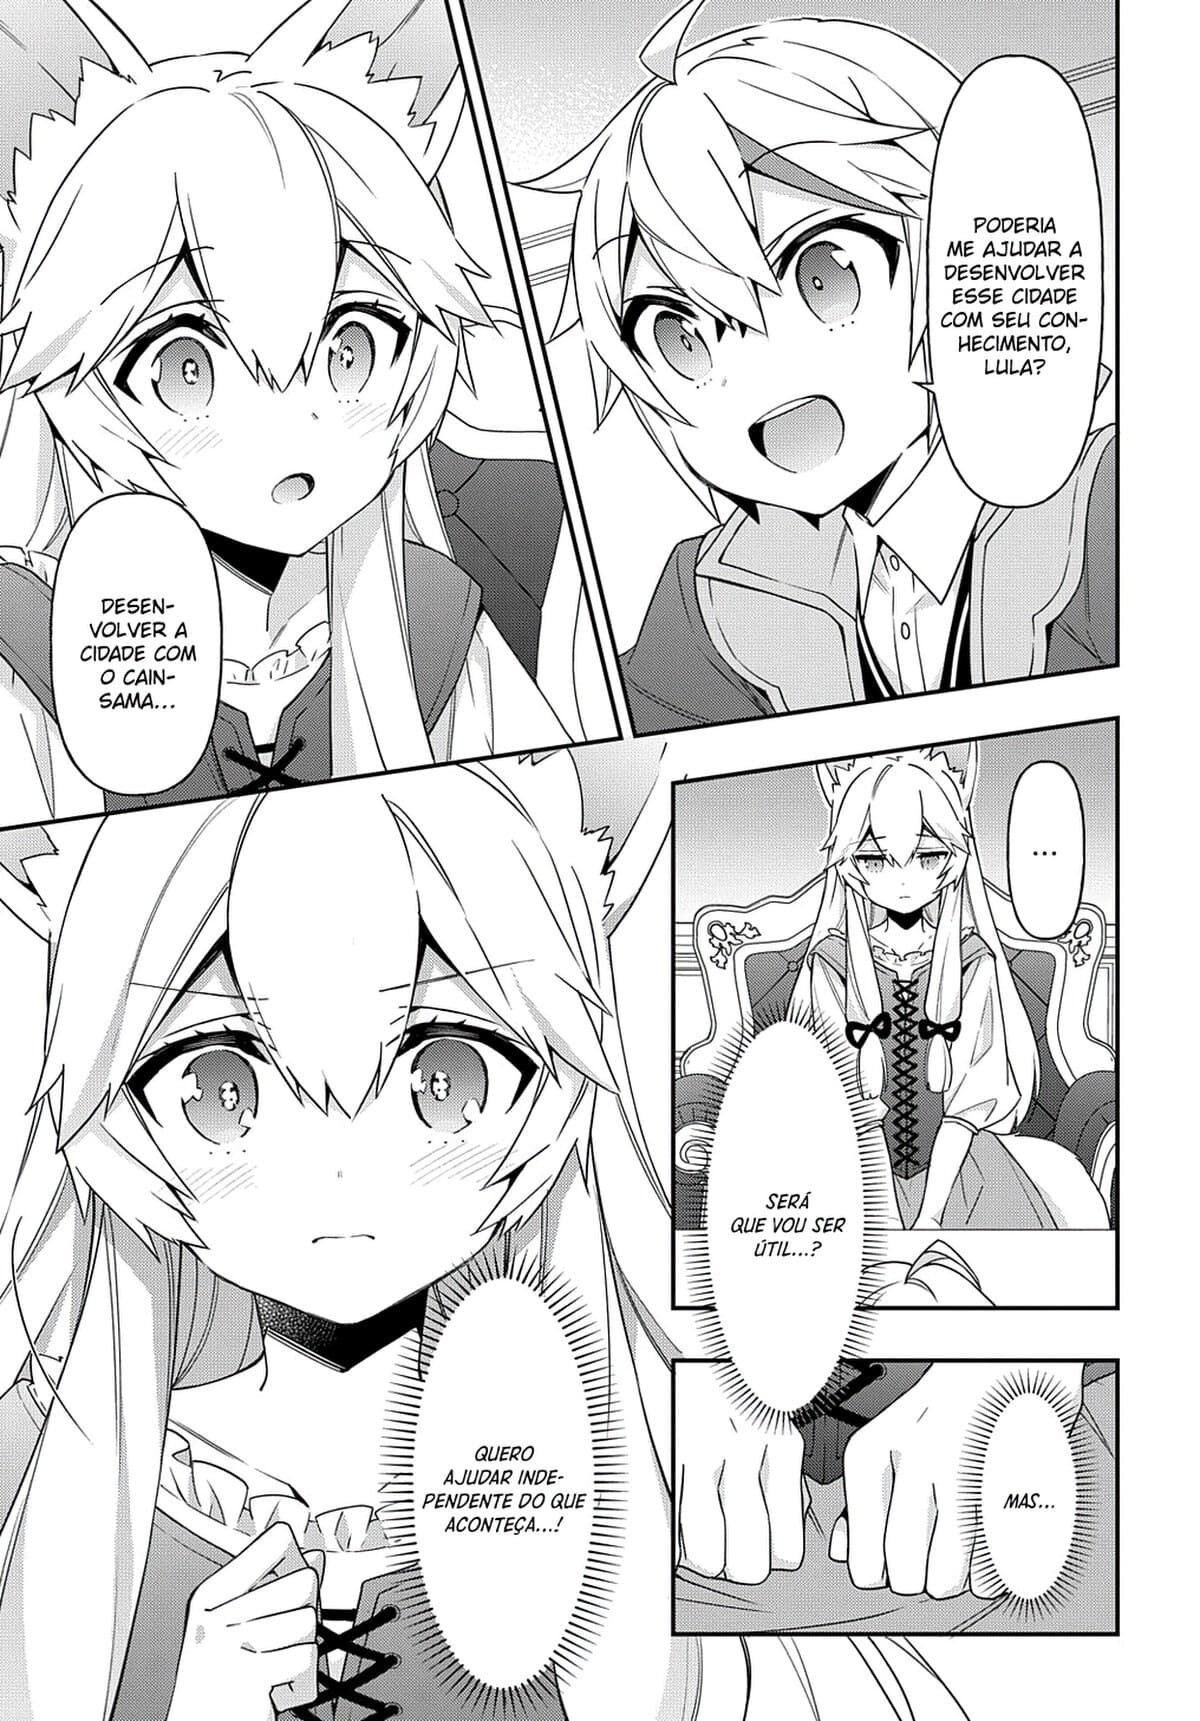 PODERIA
ME AJUDAR A
DESENVOLVER
ESSE CIDADE
COM SEU CON-
HECIMENTO,
LULA?
DESEN-
VOLVER A
CIDADE COM
O CAIN-
SAMA...
...
SERÁ
QUE VOU SER
ÚTIL...?
MAS...
QUERO
AJUDAR INDE-
PENDENTE DO QUE
ACONTEÇA...!